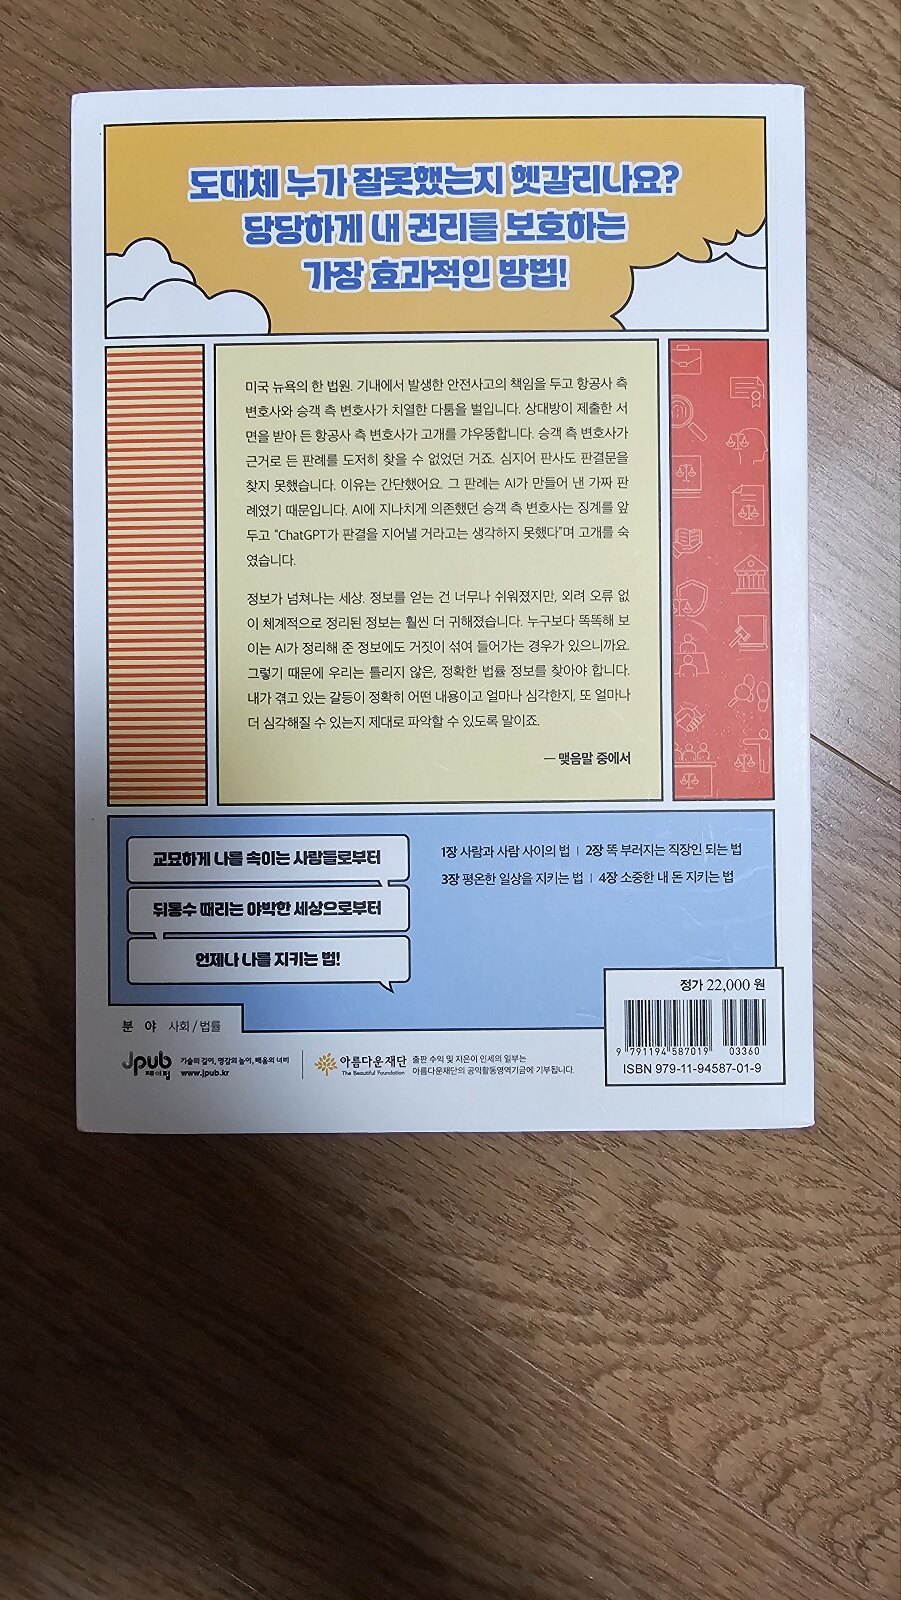 도대체 누가 잘못했는지 헷갈리나요?
당당하게 내 권리를 보호하는
가장 효과적인 방법!
미국 뉴욕의 한 법원. 기내에서 발생한 안전사고의 책임을 두고 항공사 측
변호사와 승객 측 변호사가 치열한 다툼을 벌입니다. 상대방이 제출한 서
면을 받아 든 항공사 측 변호사가 고개를 갸우뚱합니다. 승객 측 변호사가
근거로 든 판례를 도저히 찾을 수 없었던 거죠. 심지어 판사도 판결문을
찾지 못했습니다. 이유는 간단했어요. 그 판례는 AI가 만들어 낸 가짜 판
례였기 때문입니다. AI에 지나치게 의존했던 승객 측 변호사는 징계를 앞
두고 “ChatGPT가 판결을 지어낼 거라고는 생각하지 못했다”며 고개를 숙
였습니다.
정보가 넘쳐나는 세상. 정보를 얻는 건 너무나 쉬워졌지만, 외려 오류 없
이 체계적으로 정리된 정보는 훨씬 더 귀해졌습니다. 누구보다 똑똑해 보
이는 AI가 정리해 준 정보에도 거짓이 섞여 들어가는 경우가 있으니까요.
그렇기 때문에 우리는 틀리지 않은, 정확한 법률 정보를 찾아야 합니다.
내가 겪고 있는 갈등이 정확히 어떤 내용이고 얼마나 심각한지, 또 얼마나
더 심각해질 수 있는지 제대로 파악할 수 있도록 말이죠.
— 맺음말 중에서
교묘하게 나를 속이는 사람들로부터
뒤통수 때리는 야박한 세상으로부터
언제나 나를 지키는 법!
1장 사람과 사람 사이의 법 | 2장 똑 부러지는 직장인 되는 법
3장 평온한 일상을 지키는 법 | 4장 소중한 내 돈 지키는 법
정가 22,000 원
9 791194 587019 03360
ISBN 979-11-94587-01-9
분 야 사회 / 법률
Jpub 제이펍
기술의 깊이, 영감의 높이, 배움의 너비
www.jpub.kr
아름다운재단
The Beautiful Foundation
출판 수익 및 지은이 인세의 일부는
아름다운재단의 공익활동영역기금에 기부됩니다.